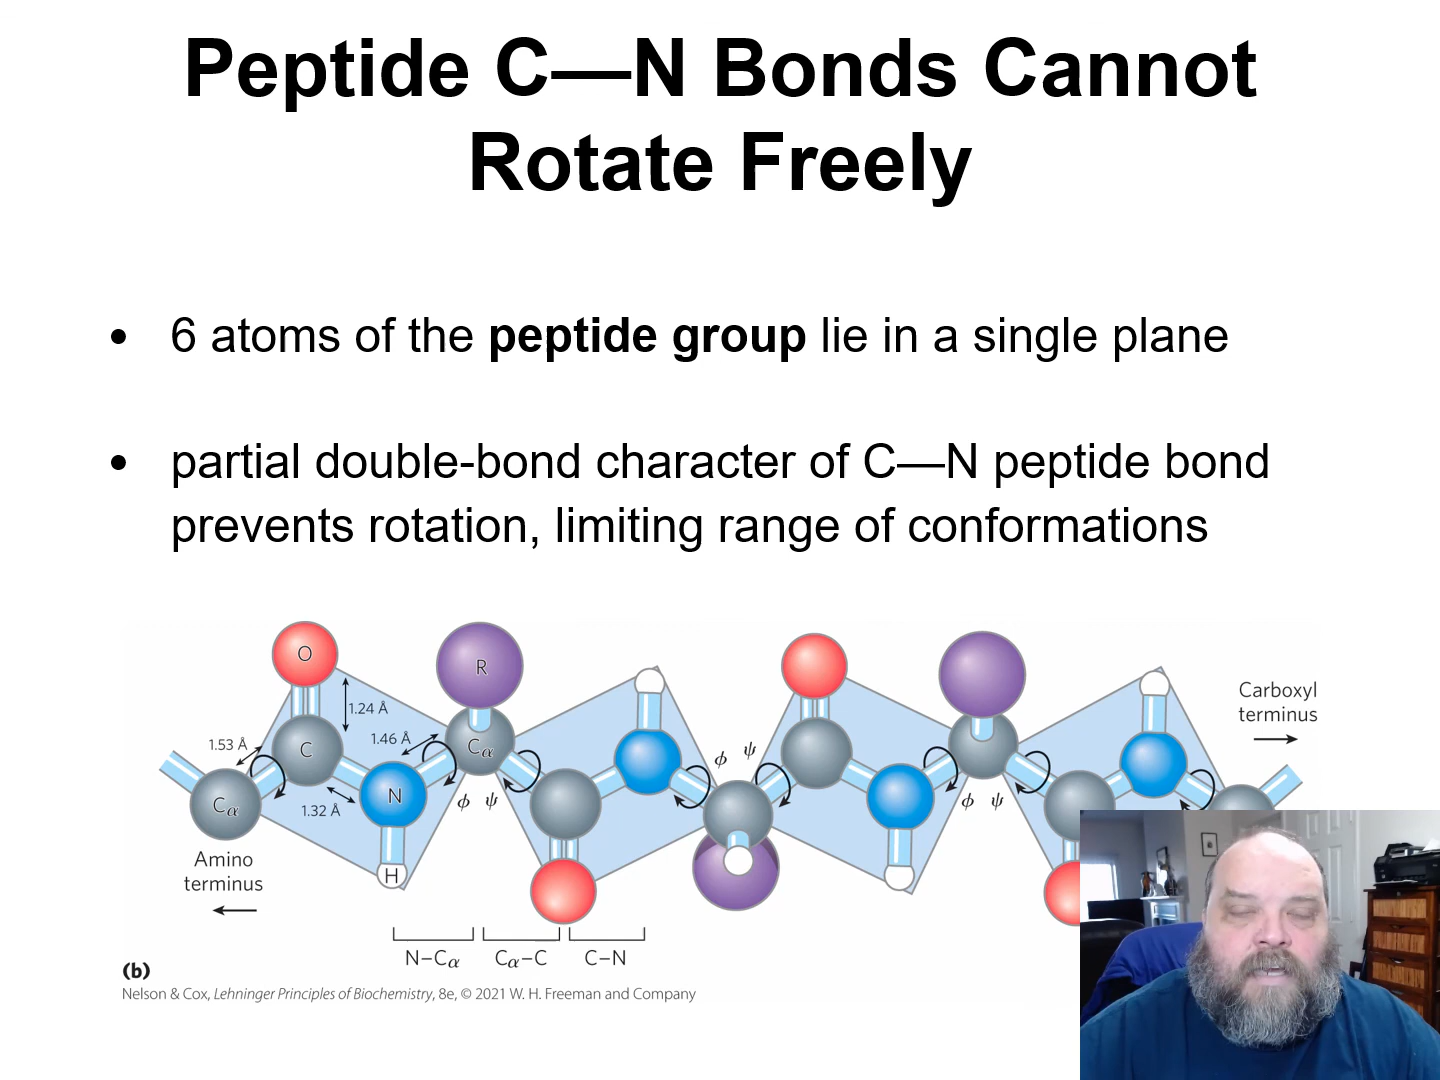 Peptide C—N Bonds Cannot
Rotate Freely
• 6 atoms of the peptide group lie in a single plane
• partial double-bond character of C—N peptide bond
prevents rotation, limiting range of conformations
O
R
1.24 Å
Carboxyl
terminus
1.53 Å
C
1.46 Å
Cα
ϕ ψ
Cα
1.32 Å
N
ϕ ψ
ϕ ψ
Amino
terminus
H
N–Cα Cα–C C–N
(b)
Nelson & Cox, Lehninger Principles of Biochemistry, 8e, © 2021 W. H. Freeman and Company